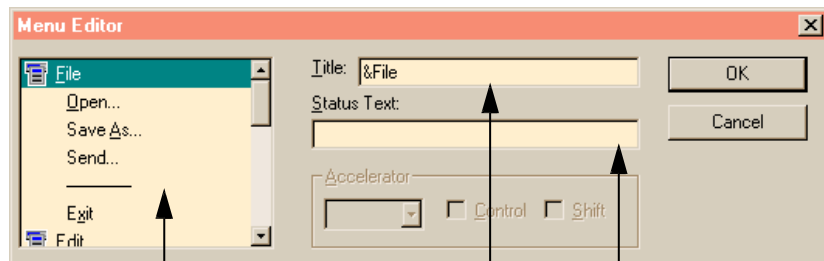 Menu Editor
File
Open...
Save As...
Send...
Exit
Edit
Title: &File
Status Text:
Accelerator
Control Shift
OK
Cancel